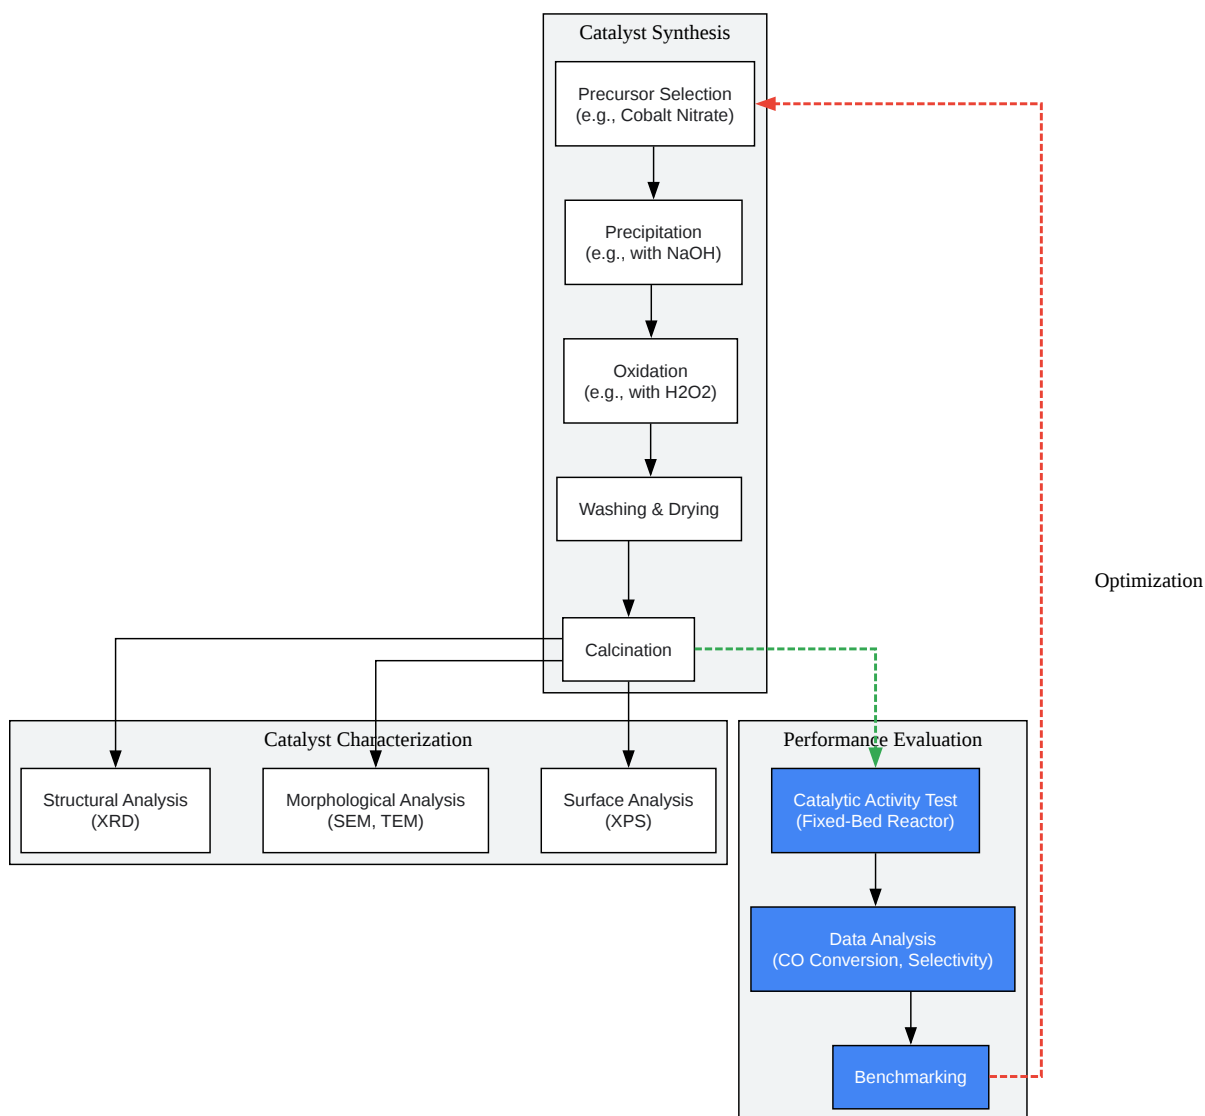 Catalyst Synthesis
Precursor Selection
(e.g., Cobalt Nitrate)
Precipitation
(e.g., with NaOH)
Oxidation
(e.g., with H2O2)
Washing & Drying
Optimization
Calcination
Catalyst Characterization
Structural Analysis
(XRD)
Morphological Analysis
(SEM, TEM)
Surface Analysis
(XPS)
Performance Evaluation
Catalytic Activity Test
(Fixed-Bed Reactor)
Data Analysis
(CO Conversion, Selectivity)
Benchmarking